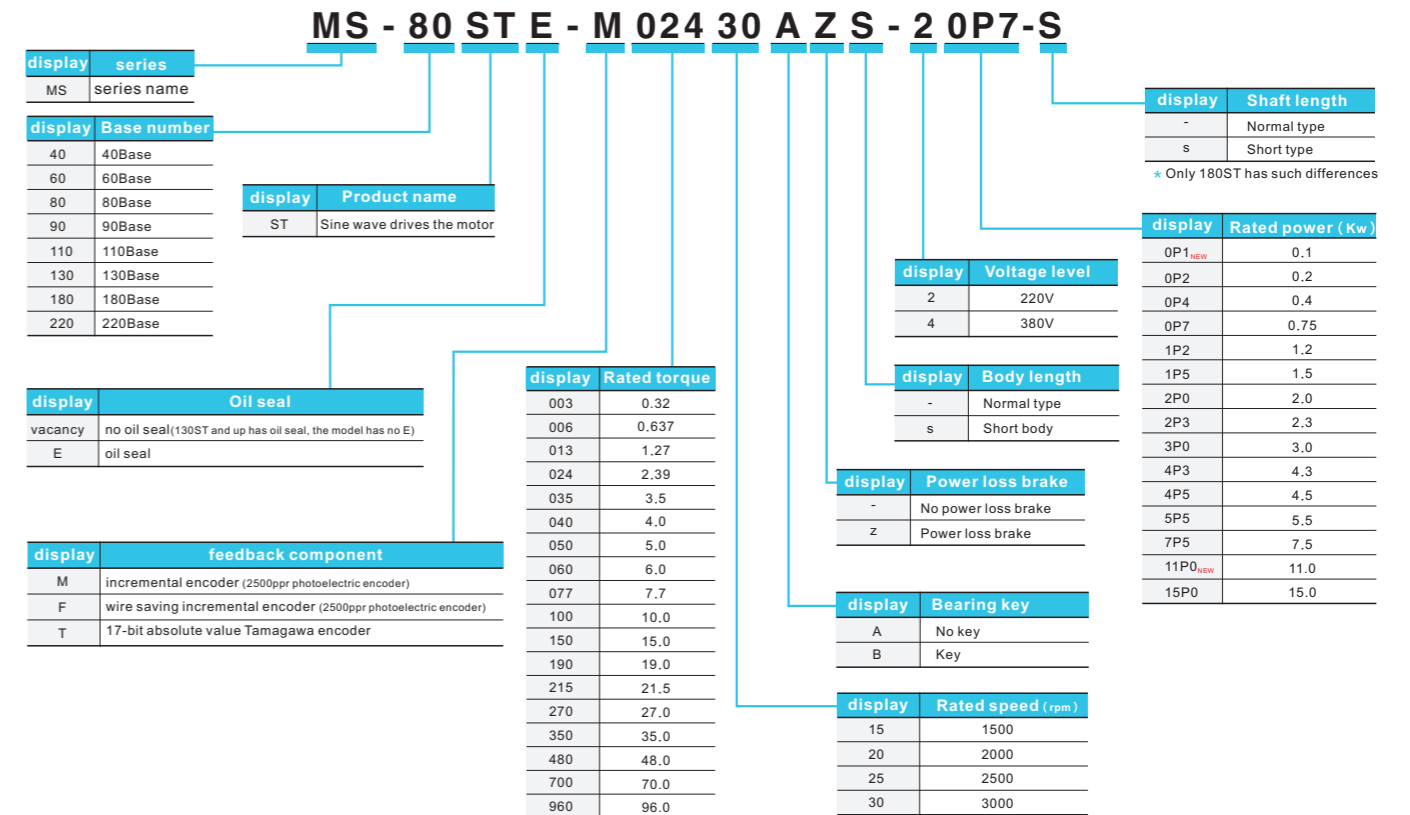 MS - 80 ST E - M 024 30 A Z S - 2 0P7-S
display series
MS series name
display Base number
40 40Base
60 60Base
80 80Base
90 90Base
110 110Base
130 130Base
180 180Base
220 220Base
display Product name
ST Sine wave drives the motor
display Oil seal
vacancy no oil seal(130ST and up has oil seal, the model has no E)
E oil seal
display feedback component
M incremental encoder (2500ppr photoelectric encoder)
F wire saving incremental encoder (2500ppr photoelectric encoder)
T 17-bit absolute value Tamagawa encoder
display Rated torque
003 0.32
006 0.637
013 1.27
024 2.39
035 3.5
040 4.0
050 5.0
060 6.0
077 7.7
100 10.0
150 15.0
190 19.0
215 21.5
270 27.0
350 35.0
480 48.0
700 70.0
960 96.0
display Voltage level
2 220V
4 380V
display Body length
- Normal type
s Short body
display Power loss brake
- No power loss brake
z Power loss brake
display Bearing key
A No key
B Key
display Rated speed (rpm)
15 1500
20 2000
25 2500
30 3000
display Shaft length
- Normal type
s Short type
* Only 180ST has such differences
display Rated power (Kw)
0P1NEW 0.1
0P2 0.2
0P4 0.4
0P7 0.75
1P2 1.2
1P5 1.5
2P0 2.0
2P3 2.3
3P0 3.0
4P3 4.3
4P5 4.5
5P5 5.5
7P5 7.5
11P0NEW 11.0
15P0 15.0